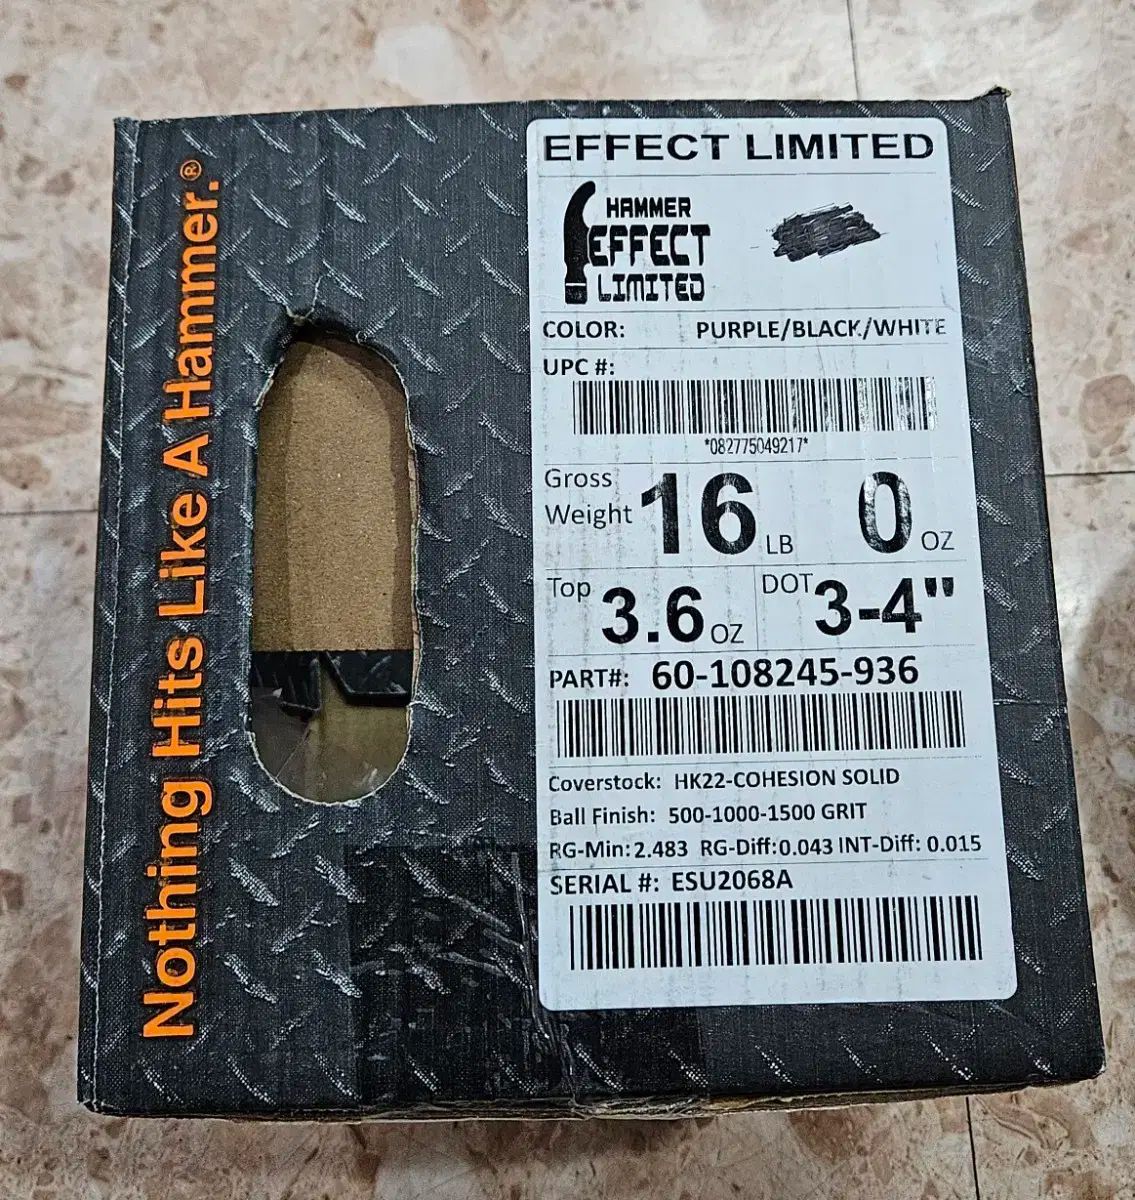 Nothing Hits Like A Hammer.®
EFFECT LIMITED
HAMMER
EFFECT
LIMITED
COLOR: PURPLE/BLACK/WHITE
UPC #:
*082775049217*
Gross Weight 16 LB 0 OZ
Top 3.6 OZ DOT 3-4"
PART#: 60-108245-936
Coverstock: HK22-COHESION SOLID
Ball Finish: 500-1000-1500 GRIT
RG-Min: 2.483 RG-Diff:0.043 INT-Diff: 0.015
SERIAL #: ESU2068A